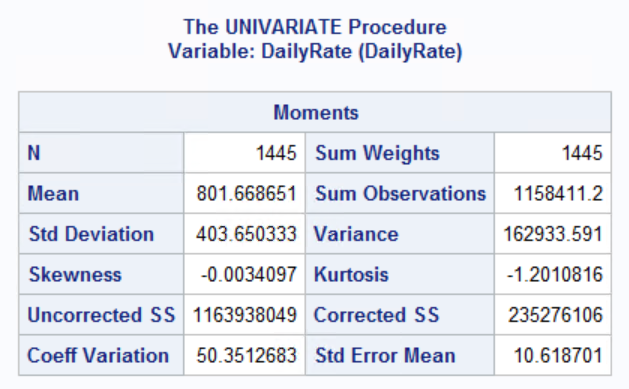 The UNIVARIATE Procedure
Variable: DailyRate (DailyRate)
Moments
N 1445 Sum Weights 1445
Mean 801.668651 Sum Observations 1158411.2
Std Deviation 403.650333 Variance 162933.591
Skewness -0.0034097 Kurtosis -1.2010816
Uncorrected SS 1163938049 Corrected SS 235276106
Coeff Variation 50.3512683 Std Error Mean 10.618701